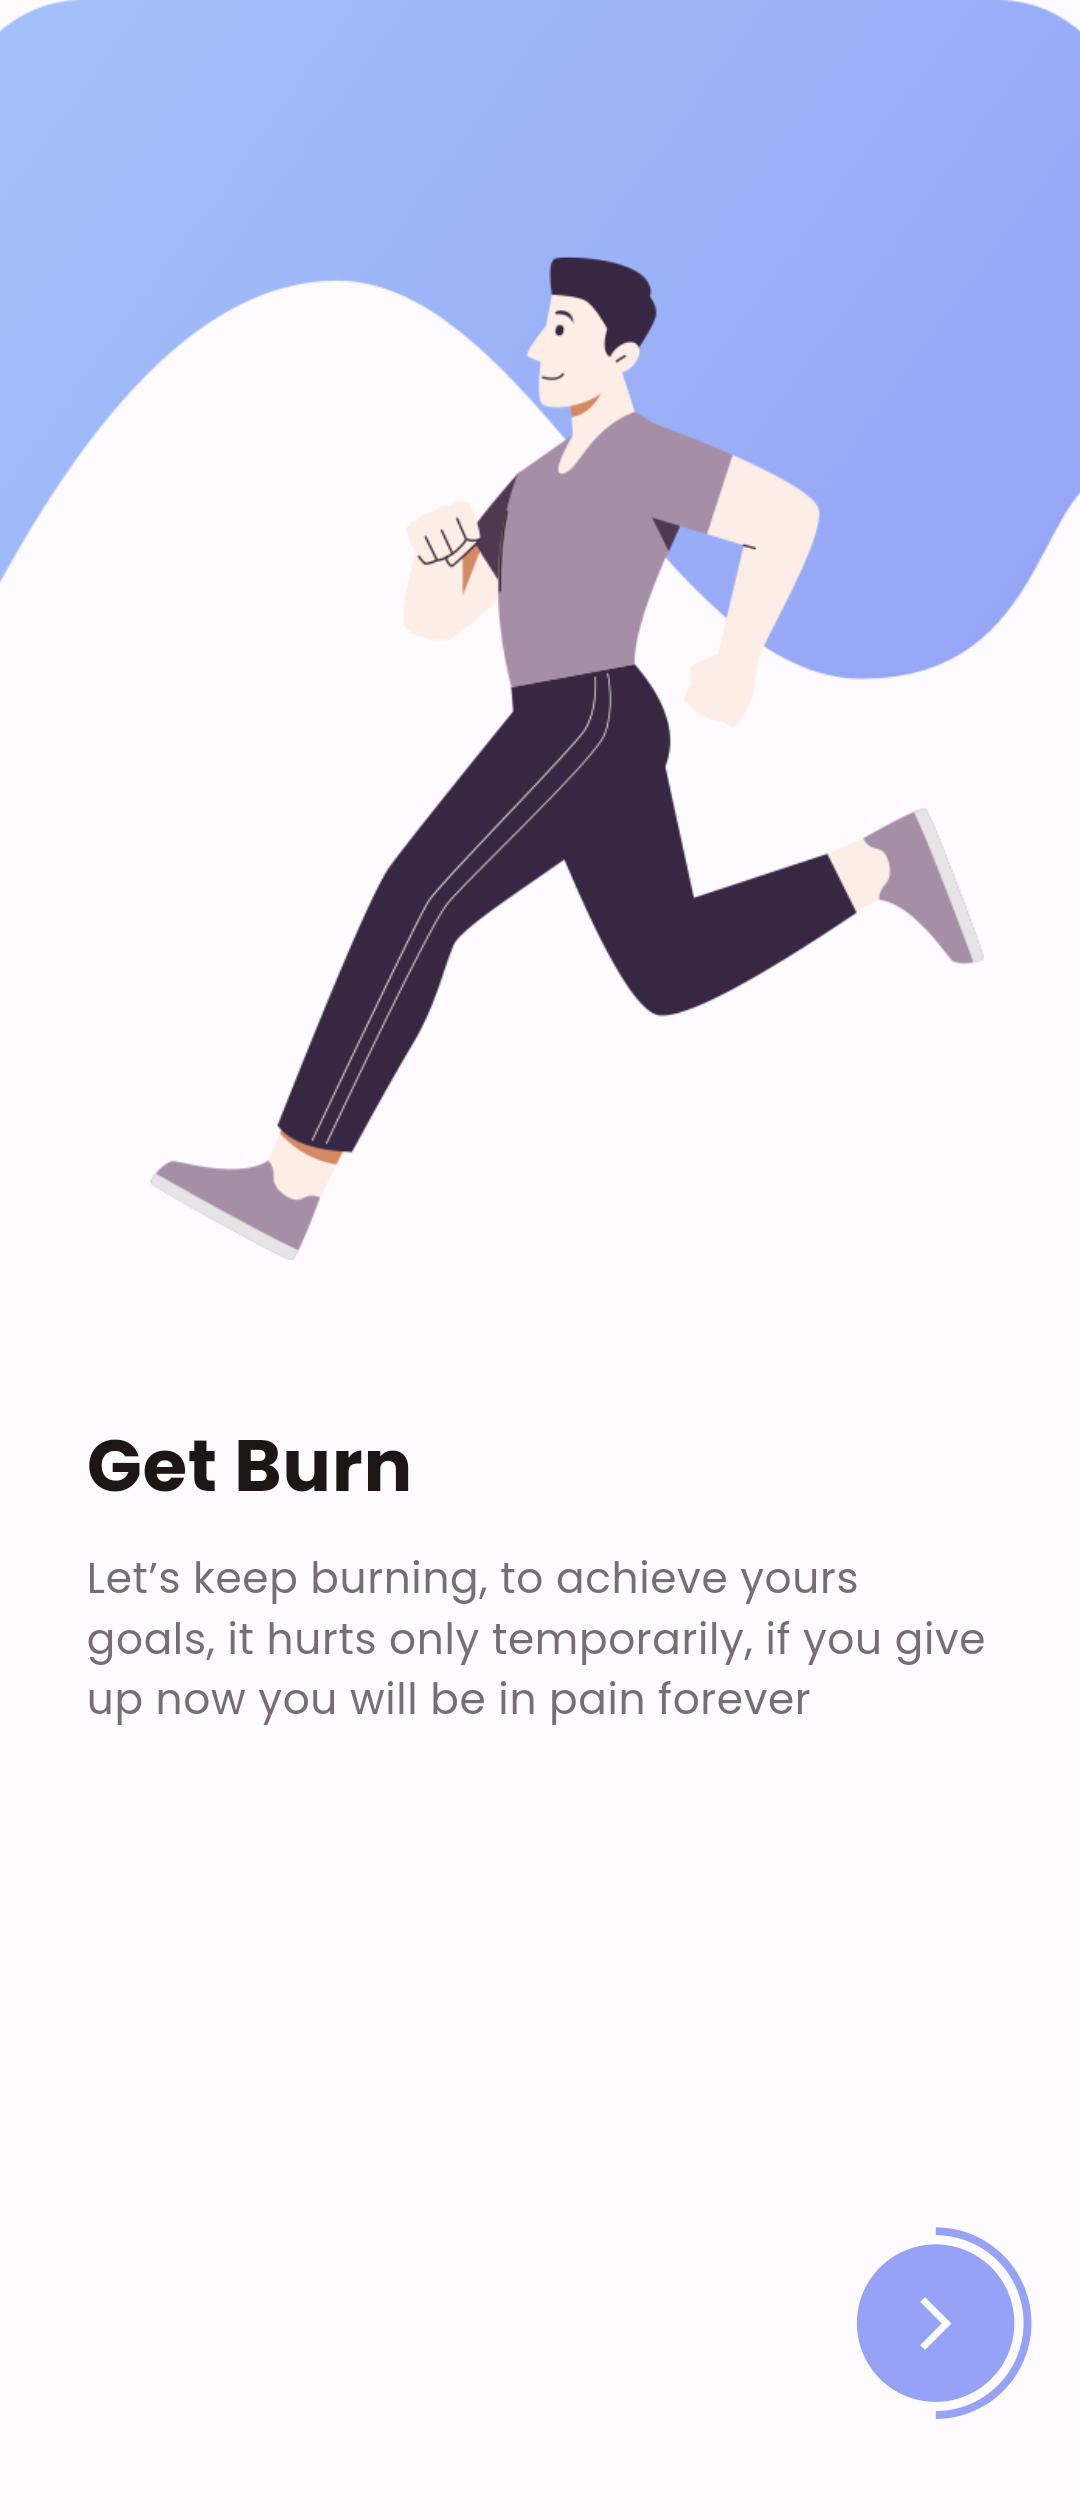 Get Burn
Let’s keep burning, to achieve yours
goals, it hurts only temporarily, if you give
up now you will be in pain forever